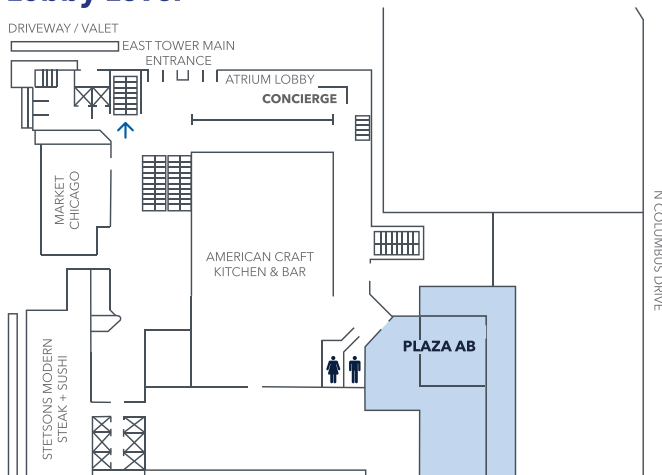 Lobby Level
DRIVEWAY / VALET
EAST TOWER MAIN
ENTRANCE
ATRIUM LOBBY
CONCIERGE
MARKET
CHICAGO
AMERICAN CRAFT
KITCHEN & BAR
N COLUMBUS DRIVE
PLAZA AB
STETSONS MODERN
STEAK + SUSHI